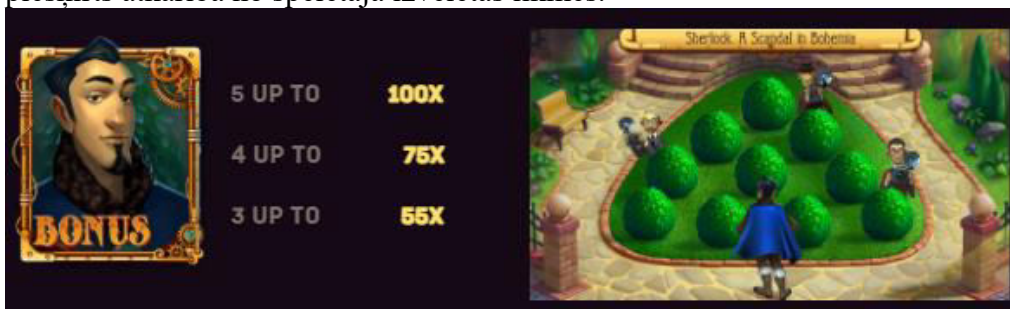 Sherlock. A Scandal in Bohemia
5 UP TO 100X
4 UP TO 75X
3 UP TO 55X
BONUS